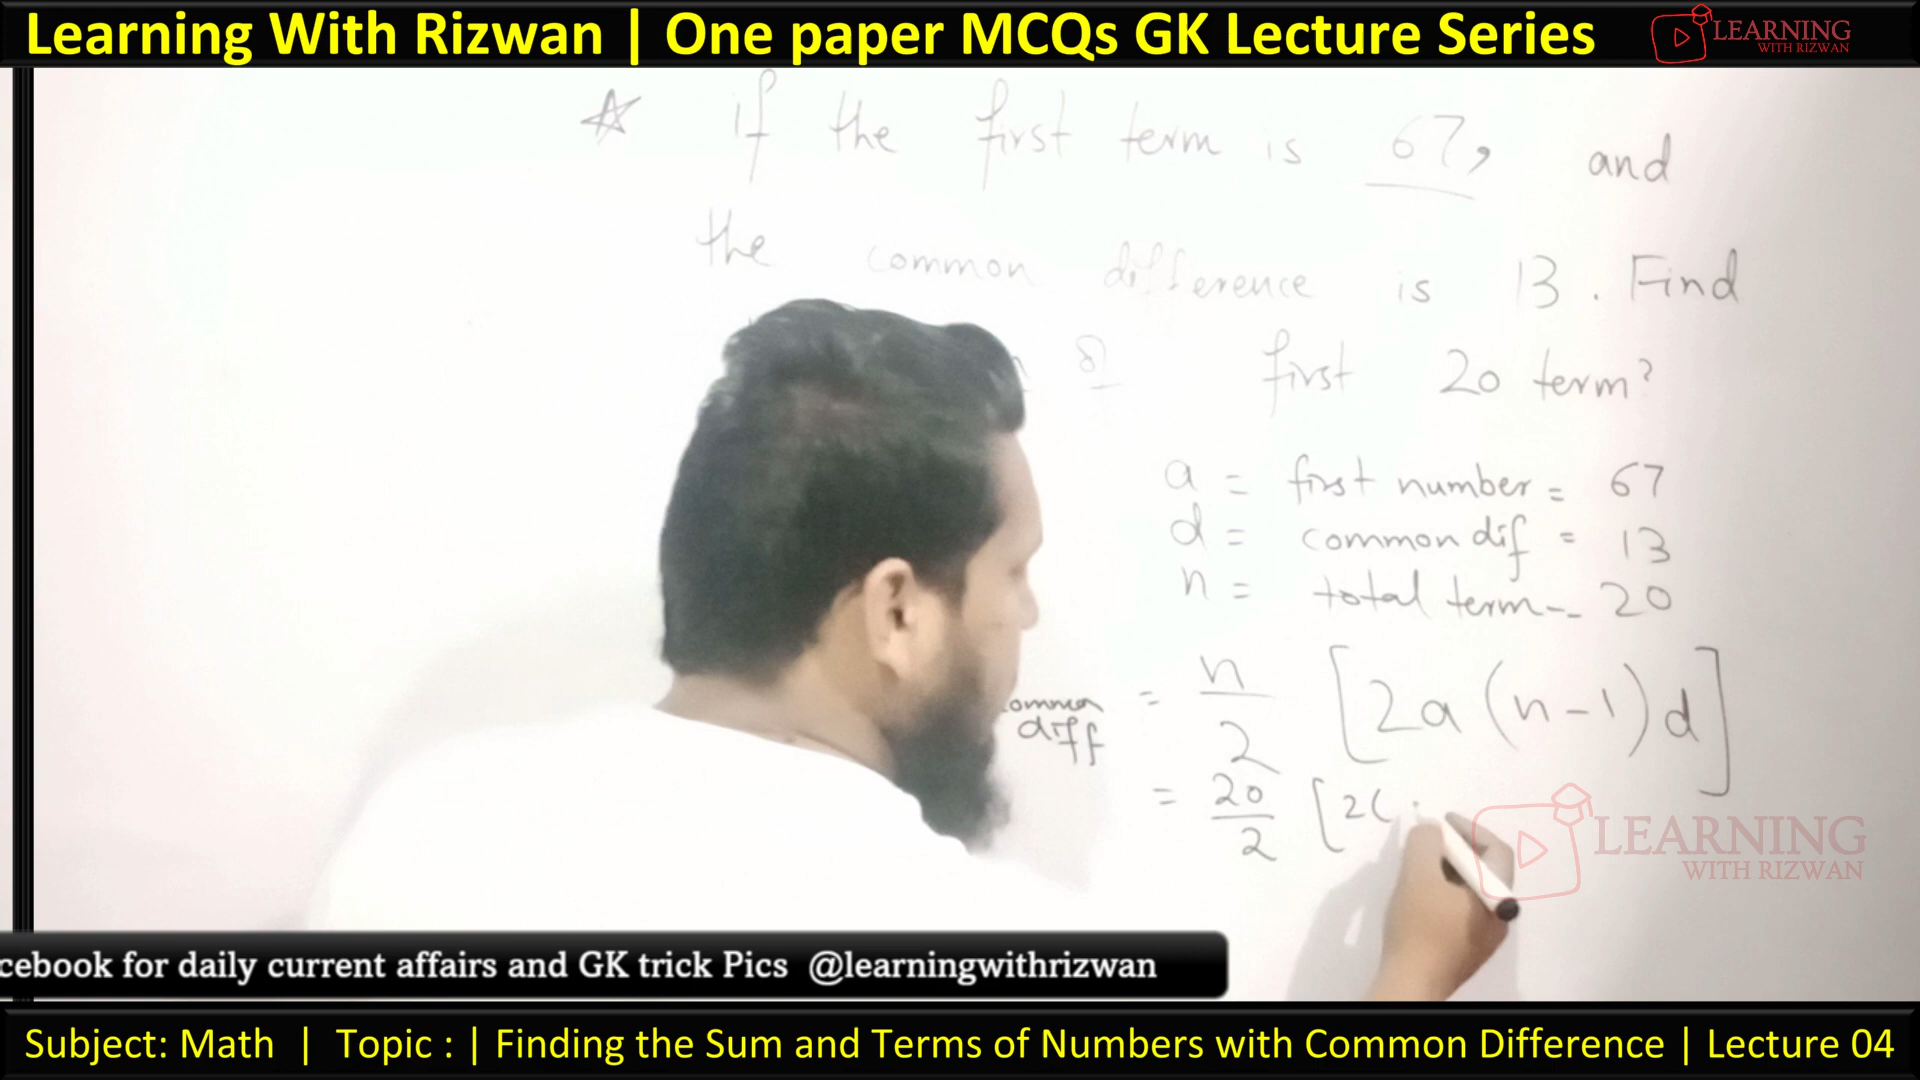 Learning With Rizwan | One paper MCQs GK Lecture Series
LEARNING
WITH RIZWAN
if the first term is 67, and
the common difference is 13. Find
first 20 term?
a = first number = 67
d = common dif = 13
n = total term -- 20
common diff = n/2 [2a (n-1) d]
= 20/2 [2(
LEARNING
WITH RIZWAN
cebook for daily current affairs and GK trick Pics @learningwithrizwan
Subject: Math | Topic : | Finding the Sum and Terms of Numbers with Common Difference | Lecture 04